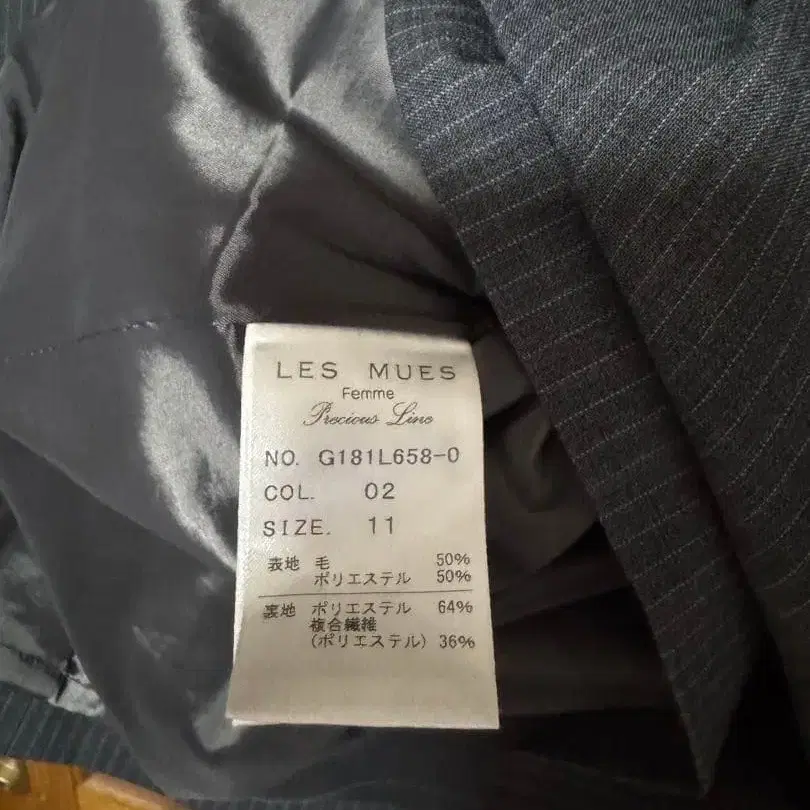 LES MUES
Femme
Precious Line
NO. G181L658-0
COL. 02
SIZE. 11
表地 毛 50%
ポリエステル 50%
裏地 ポリエステル 64%
複合繊維
(ポリエステル) 36%